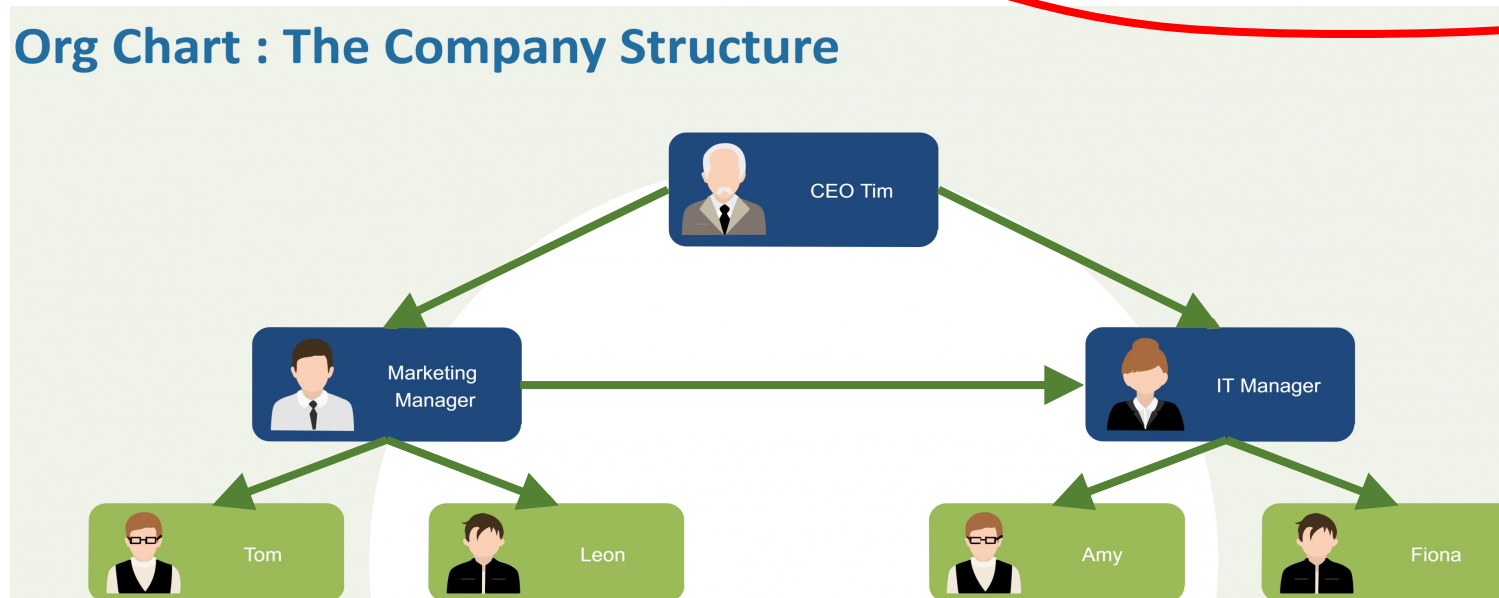 Org Chart : The Company Structure
CEO Tim
Marketing
Manager
IT Manager
Tom
Leon
Amy
Fiona